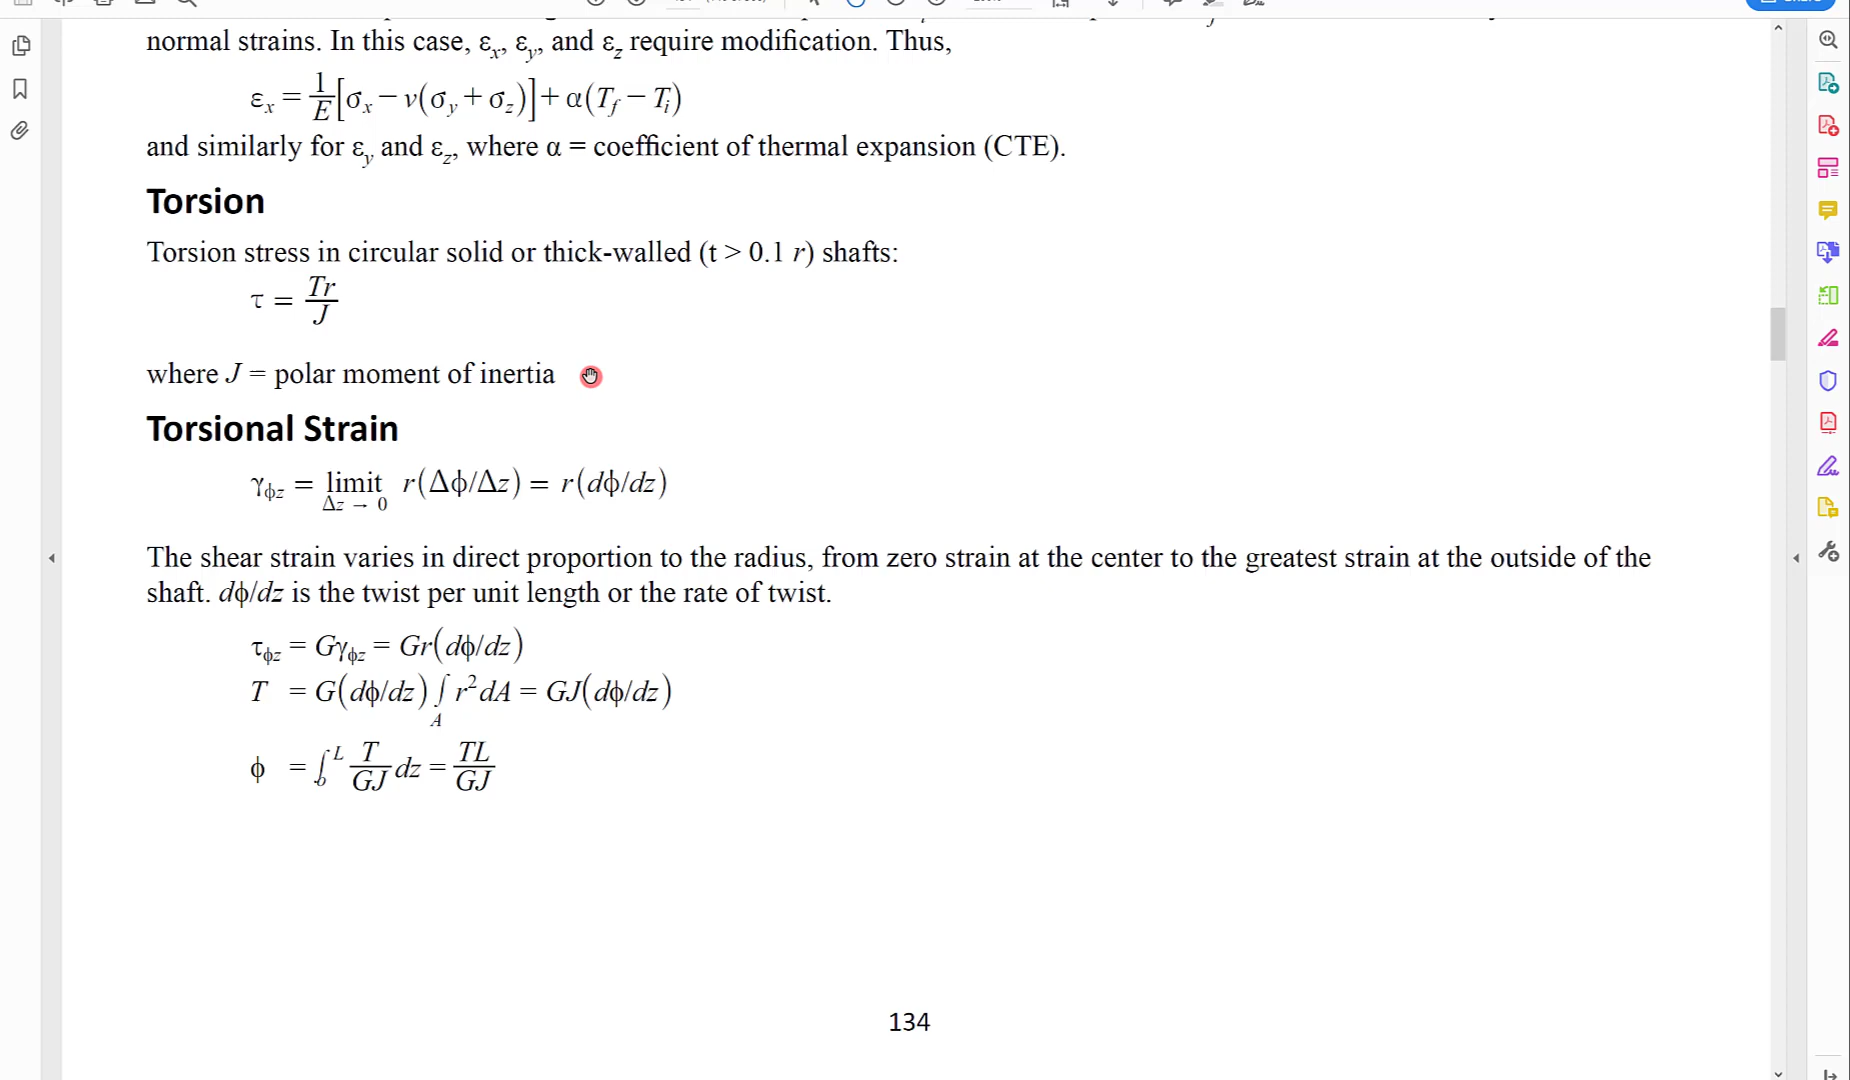 normal strains. In this case, εx, εy, and εz require modification. Thus,
εx = 1/E [σx − v(σy + σz)] + α(Tf − Ti)
and similarly for εy and εz, where α = coefficient of thermal expansion (CTE).
Torsion
Torsion stress in circular solid or thick-walled (t > 0.1 r) shafts:
τ = Tr/J
where J = polar moment of inertia
Torsional Strain
γϕz = limit Δz → 0 r(Δϕ/Δz) = r(dϕ/dz)
The shear strain varies in direct proportion to the radius, from zero strain at the center to the greatest strain at the outside of the
shaft. dϕ/dz is the twist per unit length or the rate of twist.
τϕz = Gγϕz = Gr(dϕ/dz)
T = G(dϕ/dz) ∫A r²dA = GJ(dϕ/dz)
ϕ = ∫o^L T/GJ dz = TL/GJ
134